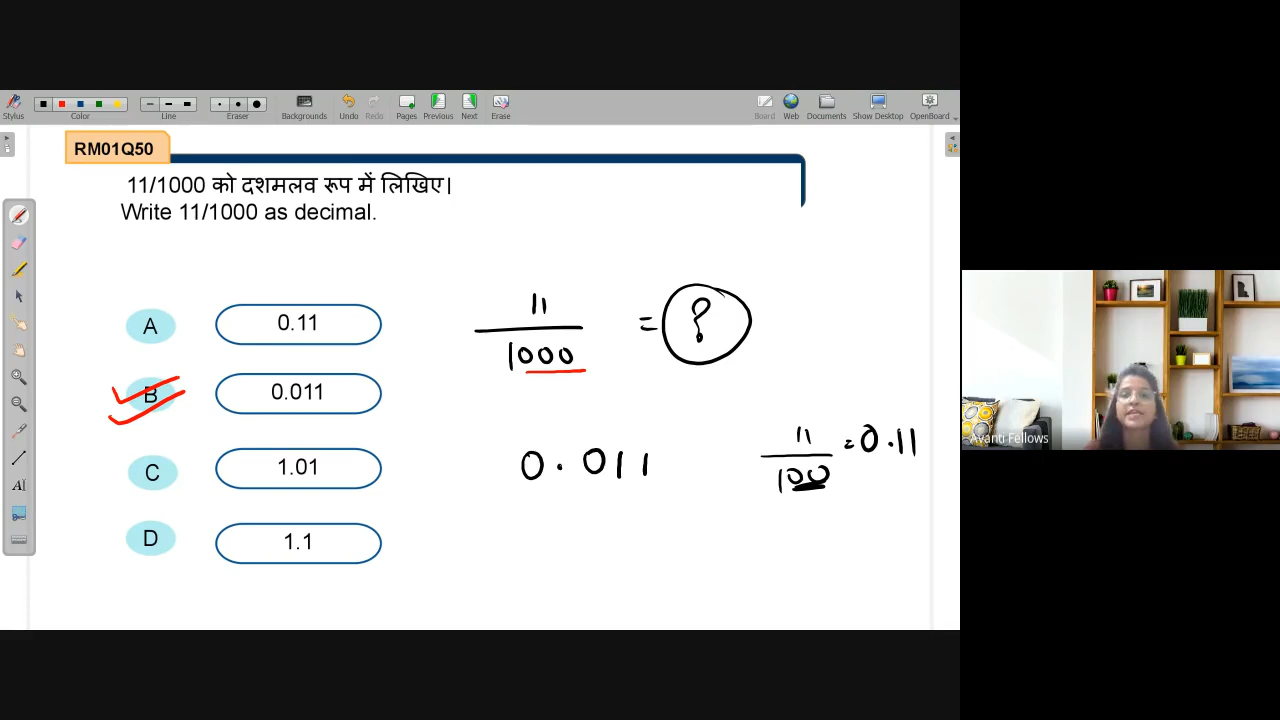 Stylus
Color
Line
Eraser
Backgrounds
Undo
Redo
Pages
Previous
Next
Erase
Board
Web
Documents
Show Desktop
OpenBoard
RM01Q50
11/1000 को दशमलव रूप में लिखिए।
Write 11/1000 as decimal.
A 0.11
B 0.011
C 1.01
D 1.1
11
1000
= ?
0.011
11
100
= 0.11
Avanti Fellows